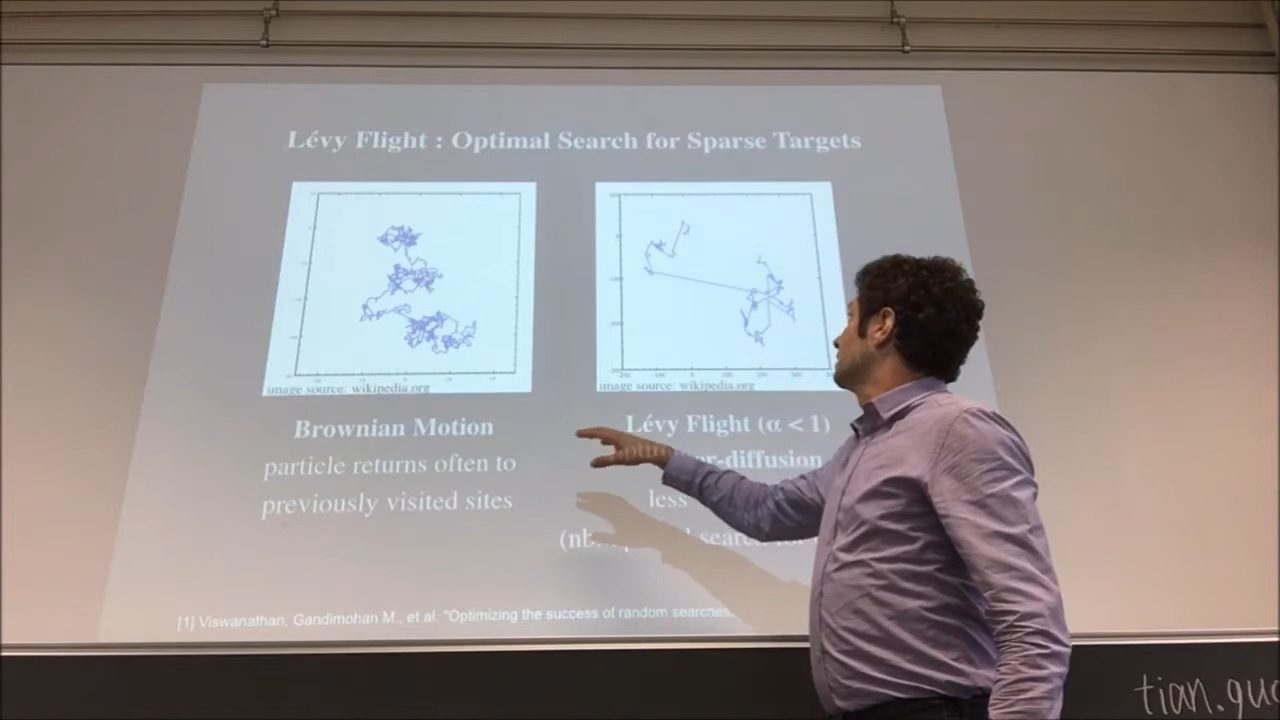 Lévy Flight : Optimal Search for Sparse Targets
image source: wikipedia.org
image source: wikipedia.org
Brownian Motion
particle returns often to
previously visited sites
Lévy Flight (α < 1)
less
search
[1] Viswanathan, Gandimohan M., et al. "Optimizing the success of random searches
tian.guo